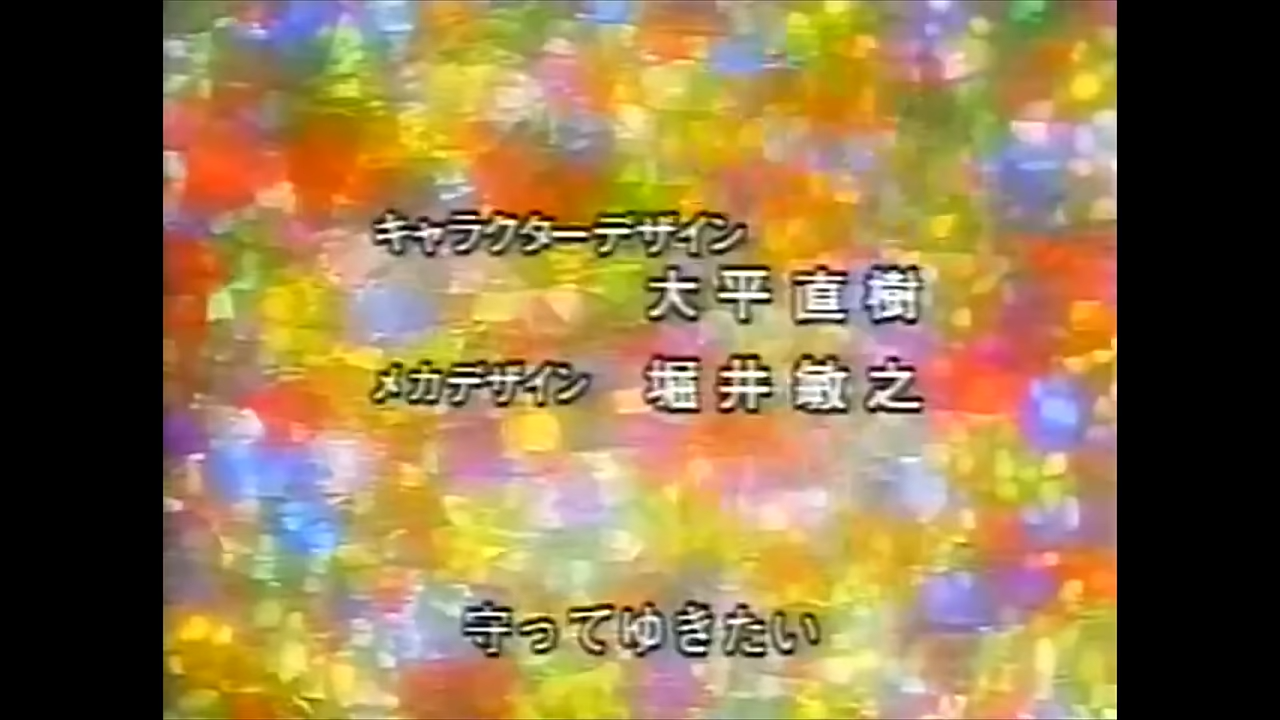 キャラクターデザイン
大平直樹
メカデザイン 堀井敏之
守ってゆきたい